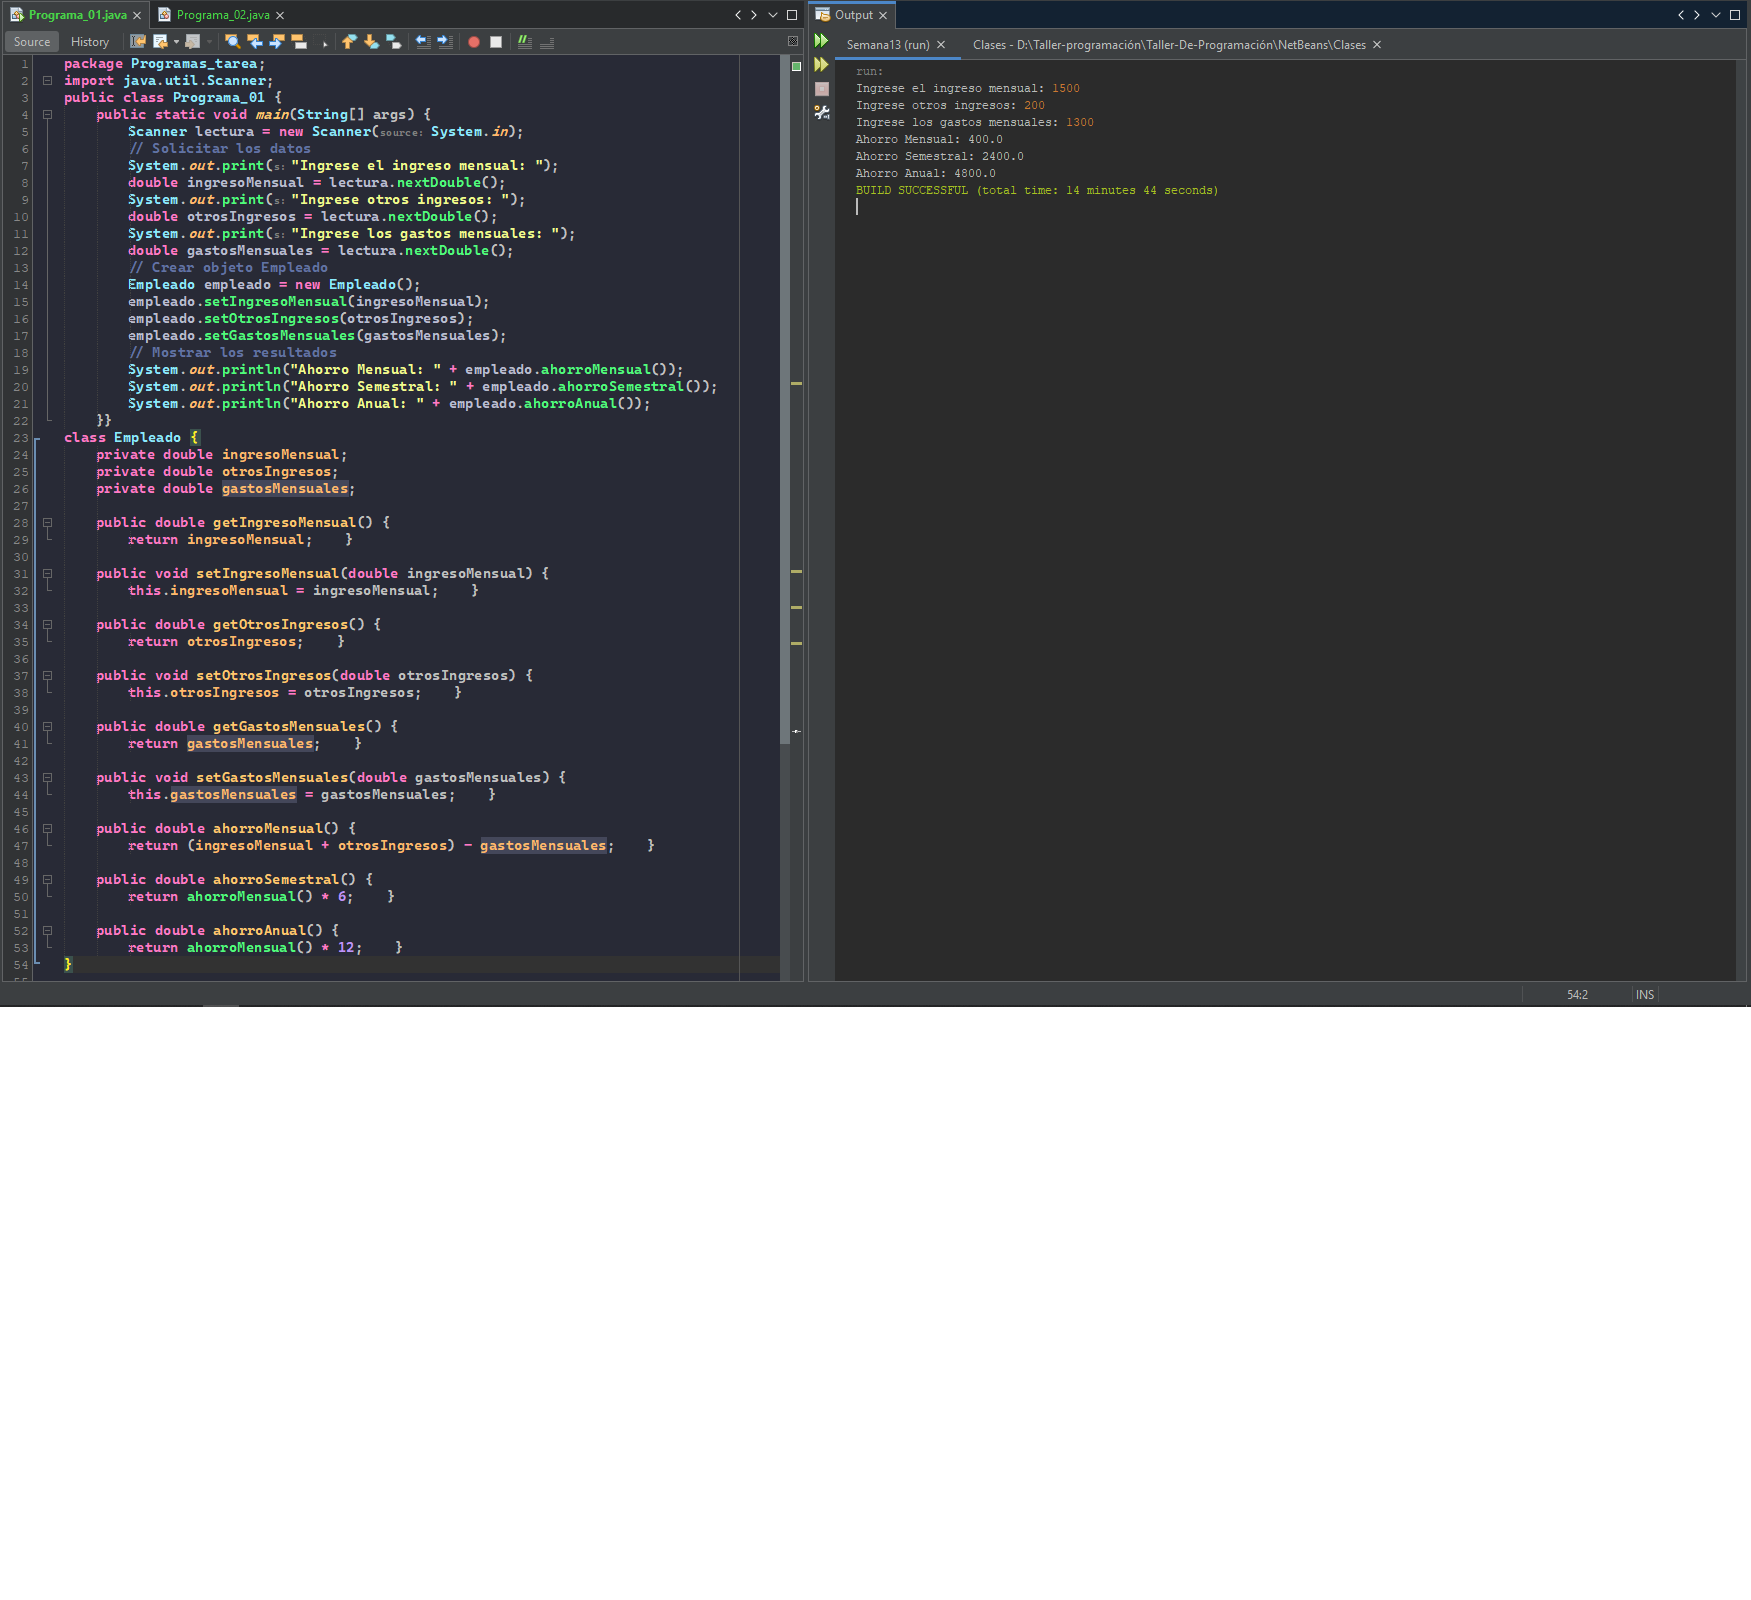 Programa_01.java
Programa_02.java
Source
History
1 package Programas_tarea;
2 import java.util.Scanner;
3 public class Programa_01 {
4     public static void main(String[] args) {
5         Scanner lectura = new Scanner(source: System.in);
6         // Solicitar los datos
7         System.out.print(s: "Ingrese el ingreso mensual: ");
8         double ingresoMensual = lectura.nextDouble();
9         System.out.print(s: "Ingrese otros ingresos: ");
10         double otrosIngresos = lectura.nextDouble();
11         System.out.print(s: "Ingrese los gastos mensuales: ");
12         double gastosMensuales = lectura.nextDouble();
13         // Crear objeto Empleado
14         Empleado empleado = new Empleado();
15         empleado.setIngresoMensual(ingresoMensual);
16         empleado.setOtrosIngresos(otrosIngresos);
17         empleado.setGastosMensuales(gastosMensuales);
18         // Mostrar los resultados
19         System.out.println("Ahorro Mensual: " + empleado.ahorroMensual());
20         System.out.println("Ahorro Semestral: " + empleado.ahorroSemestral());
21         System.out.println("Ahorro Anual: " + empleado.ahorroAnual());
22     }}
23 class Empleado {
24     private double ingresoMensual;
25     private double otrosIngresos;
26     private double gastosMensuales;
27
28     public double getIngresoMensual() {
29         return ingresoMensual;    }
30
31     public void setIngresoMensual(double ingresoMensual) {
32         this.ingresoMensual = ingresoMensual;    }
33
34     public double getOtrosIngresos() {
35         return otrosIngresos;    }
36
37     public void setOtrosIngresos(double otrosIngresos) {
38         this.otrosIngresos = otrosIngresos;    }
39
40     public double getGastosMensuales() {
41         return gastosMensuales;    }
42
43     public void setGastosMensuales(double gastosMensuales) {
44         this.gastosMensuales = gastosMensuales;    }
45
46     public double ahorroMensual() {
47         return (ingresoMensual + otrosIngresos) - gastosMensuales;    }
48
49     public double ahorroSemestral() {
50         return ahorroMensual() * 6;    }
51
52     public double ahorroAnual() {
53         return ahorroMensual() * 12;    }
54 }
55
Output
Semana13 (run)
Clases - D:\Taller-programación\Taller-De-Programación\NetBeans\Clases
run:
Ingrese el ingreso mensual: 1500
Ingrese otros ingresos: 200
Ingrese los gastos mensuales: 1300
Ahorro Mensual: 400.0
Ahorro Semestral: 2400.0
Ahorro Anual: 4800.0
BUILD SUCCESSFUL (total time: 14 minutes 44 seconds)
54:2
INS